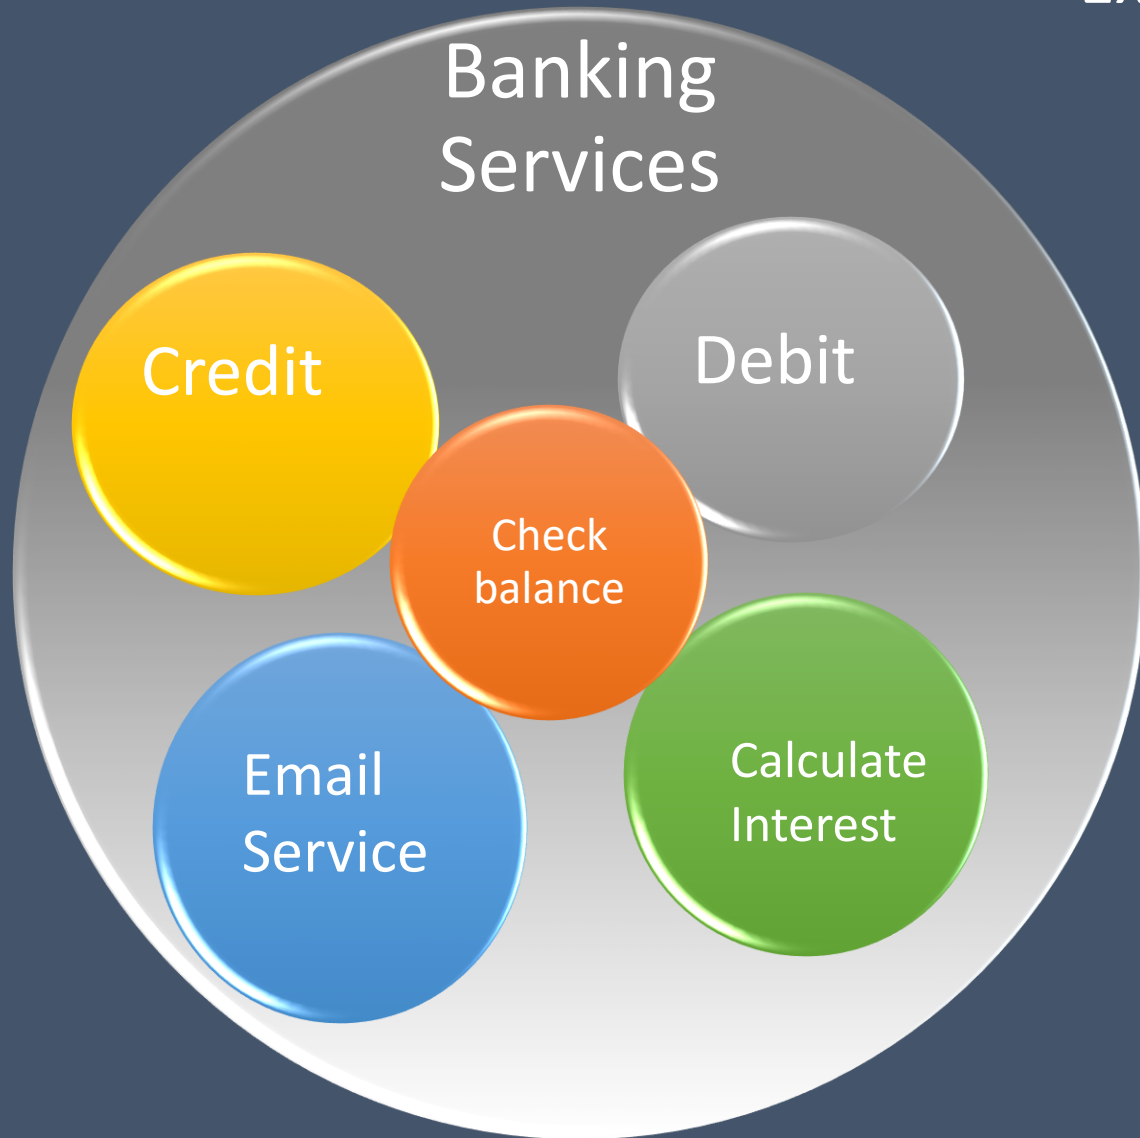 Banking
Services
Credit
Debit
Check
balance
Email
Service
Calculate
Interest